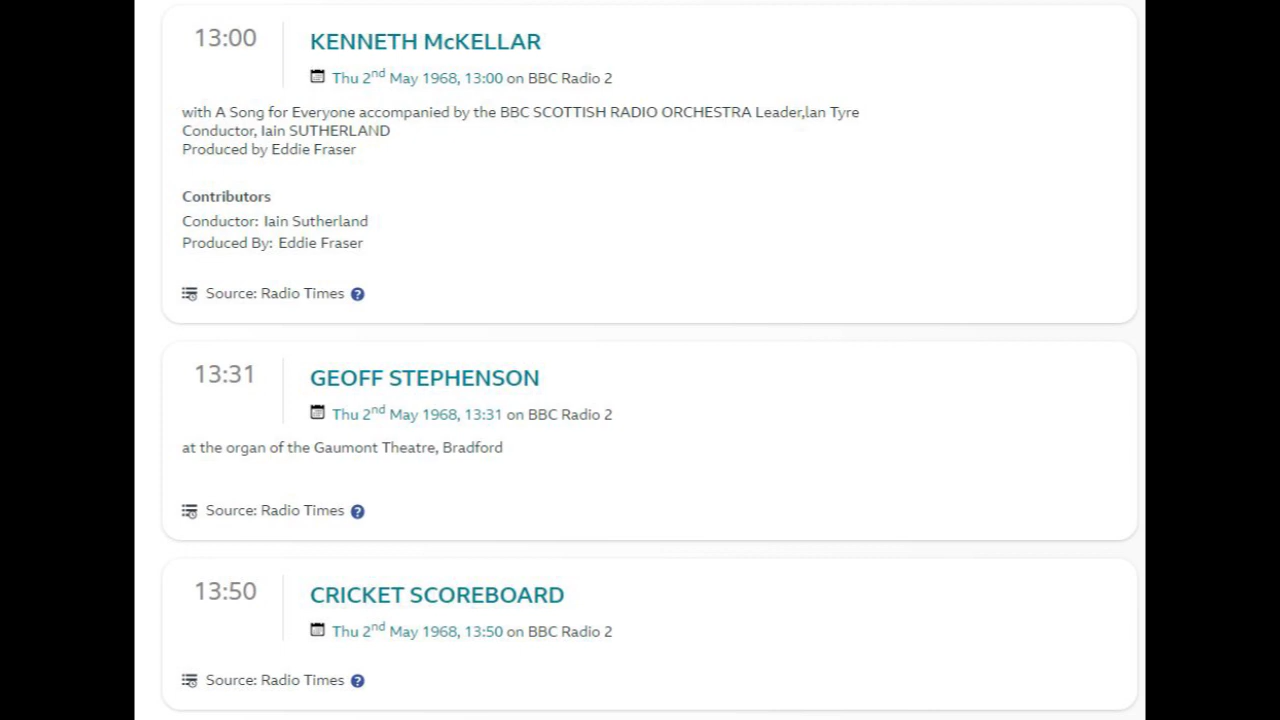 13:00
KENNETH McKELLAR
Thu 2nd May 1968, 13:00 on BBC Radio 2
with A Song for Everyone accompanied by the BBC SCOTTISH RADIO ORCHESTRA Leader,lan Tyre
Conductor, Iain SUTHERLAND
Produced by Eddie Fraser
Contributors
Conductor: Iain Sutherland
Produced By: Eddie Fraser
Source: Radio Times ?
13:31
GEOFF STEPHENSON
Thu 2nd May 1968, 13:31 on BBC Radio 2
at the organ of the Gaumont Theatre, Bradford
Source: Radio Times ?
13:50
CRICKET SCOREBOARD
Thu 2nd May 1968, 13:50 on BBC Radio 2
Source: Radio Times ?